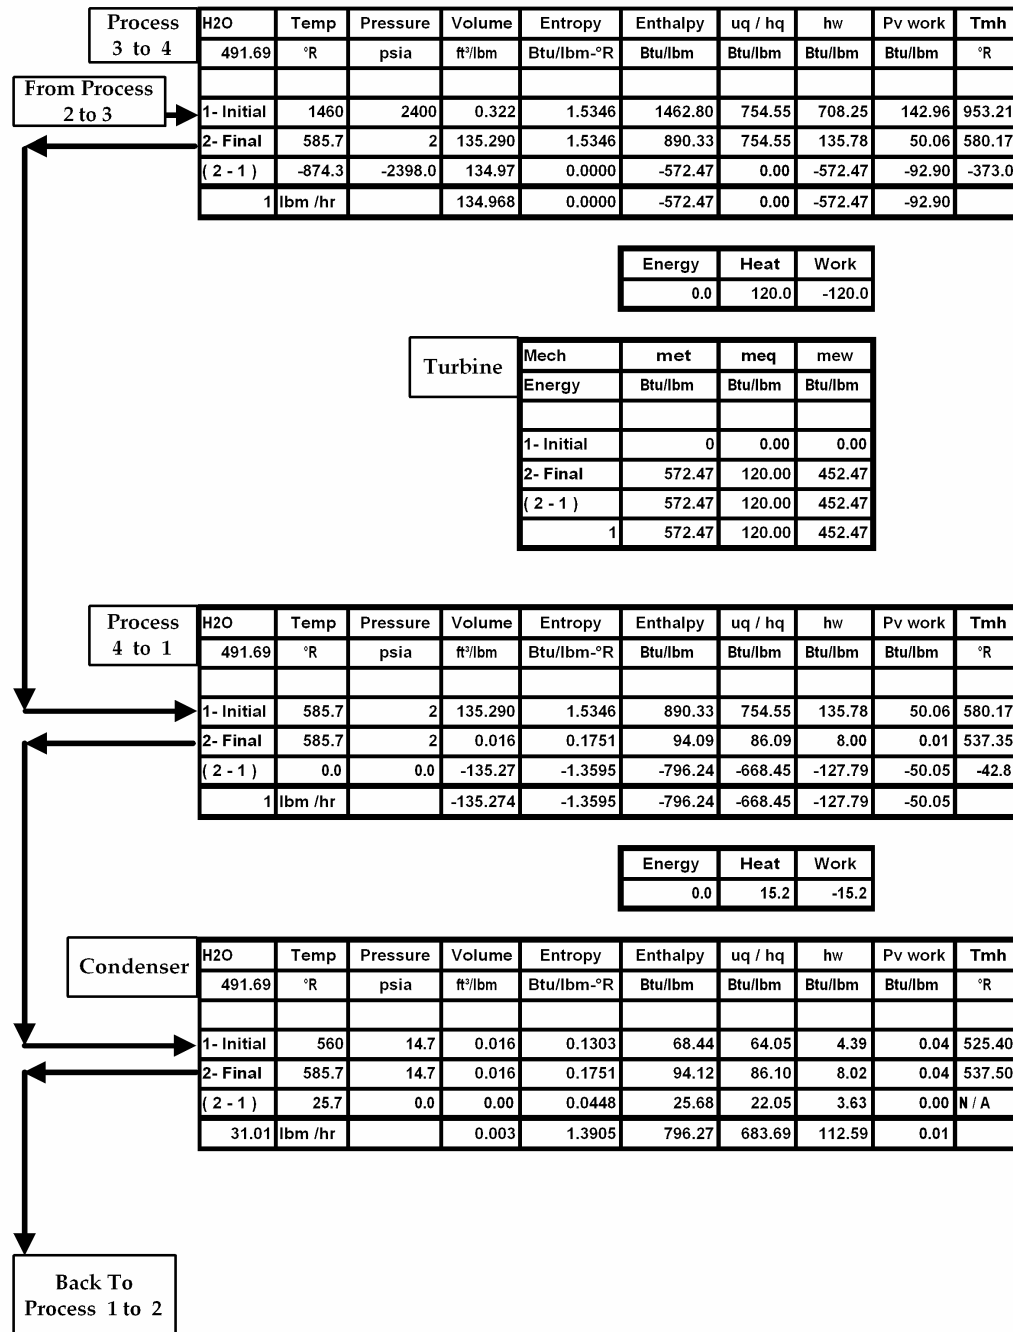 Process
3 to 4
H2O Temp Pressure Volume Entropy Enthalpy uq / hq hw Pv work Tmh
491.69 °R psia ft³/lbm Btu/lbm-°R Btu/lbm Btu/lbm Btu/lbm Btu/lbm °R
From Process
2 to 3
1- Initial 1460 2400 0.322 1.5346 1462.80 754.55 708.25 142.96 953.21
2- Final 585.7 2 135.290 1.5346 890.33 754.55 135.78 50.06 580.17
( 2 - 1 ) -874.3 -2398.0 134.97 0.0000 -572.47 0.00 -572.47 -92.90 -373.0
1 lbm /hr 134.968 0.0000 -572.47 0.00 -572.47 -92.90
Energy Heat Work
0.0 120.0 -120.0
Turbine
Mech met meq mew
Energy Btu/lbm Btu/lbm Btu/lbm
1- Initial 0 0.00 0.00
2- Final 572.47 120.00 452.47
( 2 - 1 ) 572.47 120.00 452.47
1 572.47 120.00 452.47
Process
4 to 1
H2O Temp Pressure Volume Entropy Enthalpy uq / hq hw Pv work Tmh
491.69 °R psia ft³/lbm Btu/lbm-°R Btu/lbm Btu/lbm Btu/lbm Btu/lbm °R
1- Initial 585.7 2 135.290 1.5346 890.33 754.55 135.78 50.06 580.17
2- Final 585.7 2 0.016 0.1751 94.09 86.09 8.00 0.01 537.35
( 2 - 1 ) 0.0 0.0 -135.27 -1.3595 -796.24 -668.45 -127.79 -50.05 -42.8
1 lbm /hr -135.274 -1.3595 -796.24 -668.45 -127.79 -50.05
Energy Heat Work
0.0 15.2 -15.2
Condenser
H2O Temp Pressure Volume Entropy Enthalpy uq / hq hw Pv work Tmh
491.69 °R psia ft³/lbm Btu/lbm-°R Btu/lbm Btu/lbm Btu/lbm Btu/lbm °R
1- Initial 560 14.7 0.016 0.1303 68.44 64.05 4.39 0.04 525.40
2- Final 585.7 14.7 0.016 0.1751 94.12 86.10 8.02 0.04 537.50
( 2 - 1 ) 25.7 0.0 0.00 0.0448 25.68 22.05 3.63 0.00 N / A
31.01 lbm /hr 0.003 1.3905 796.27 683.69 112.59 0.01
Back To
Process 1 to 2